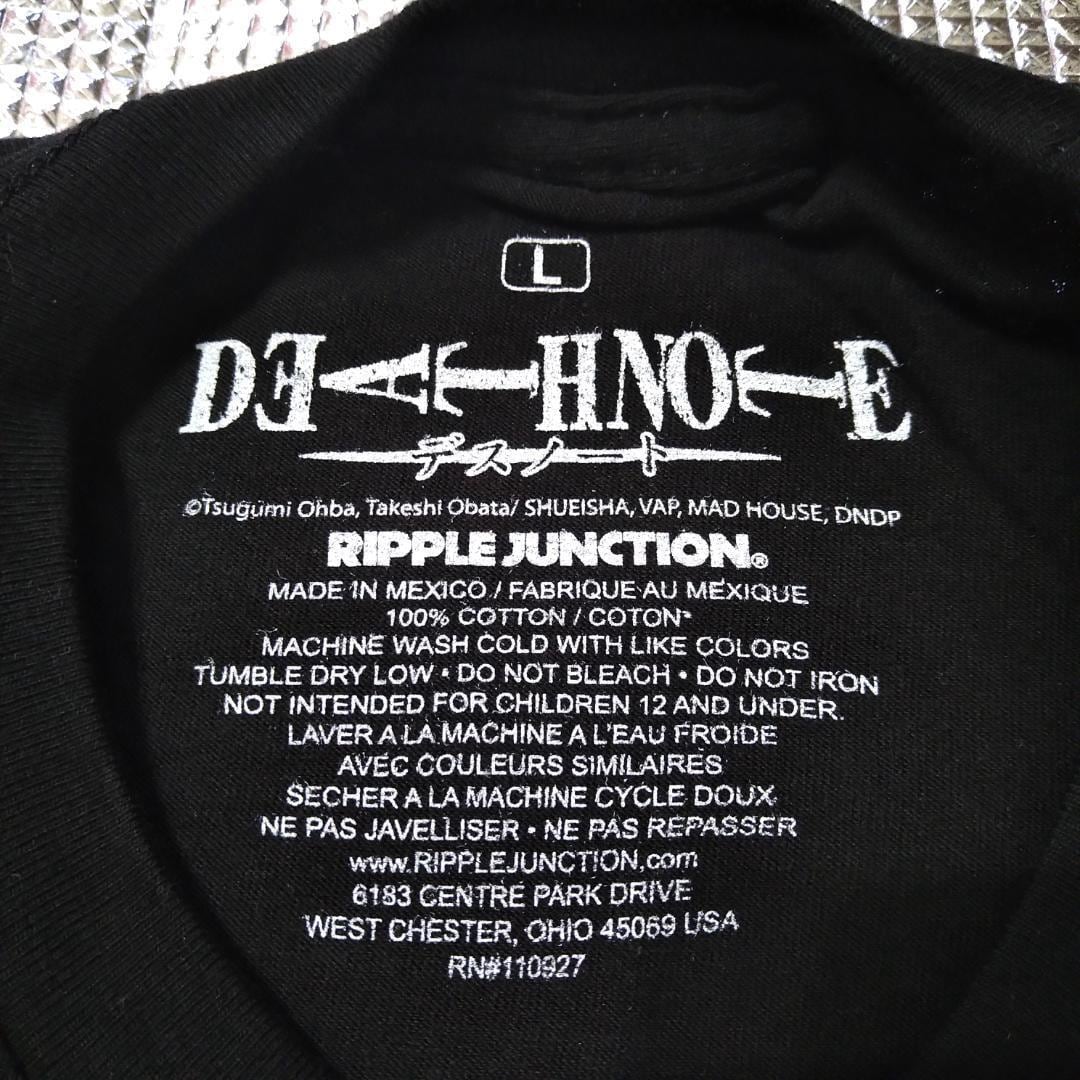 L
DEATHNOTE
デスノート
©Tsugumi Ohba, Takeshi Obata/ SHUEISHA, VAP, MAD HOUSE, DNDP
RIPPLE JUNCTION®
MADE IN MEXICO / FABRIQUE AU MEXIQUE
100% COTTON / COTON*
MACHINE WASH COLD WITH LIKE COLORS
TUMBLE DRY LOW • DO NOT BLEACH • DO NOT IRON
NOT INTENDED FOR CHILDREN 12 AND UNDER.
LAVER A LA MACHINE A L'EAU FROIDE
AVEC COULEURS SIMILAIRES
SECHER A LA MACHINE CYCLE DOUX
NE PAS JAVELLISER • NE PAS REPASSER
www.RIPPLEJUNCTION.com
6183 CENTRE PARK DRIVE
WEST CHESTER, OHIO 45069 USA
RN#110927